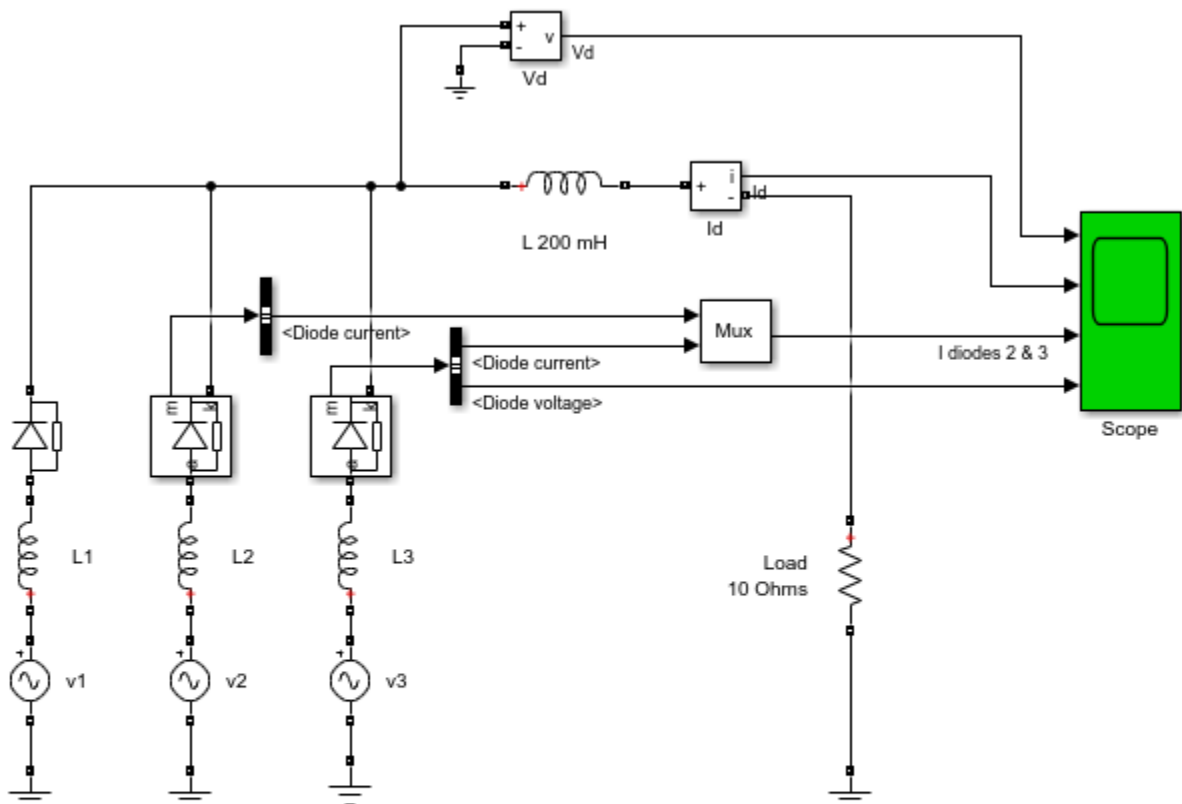 +
-
v
Vd
Vd
+
i
-
Id
Id
L 200 mH
<Diode current>
Mux
<Diode current>
I diodes 2 & 3
<Diode voltage>
Scope
m
k
a
m
k
a
L1
L2
L3
Load
10 Ohms
+
v1
+
v2
+
v3